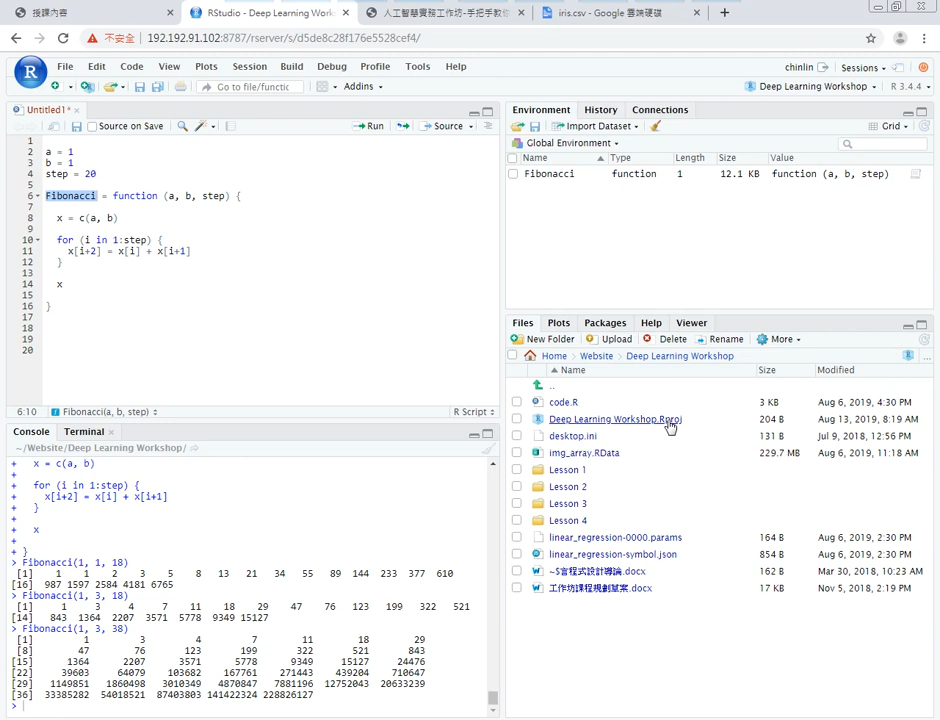 授課內容
RStudio - Deep Learning Work
人工智慧實務工作坊-手把手教你
iris.csv - Google 雲端硬碟
不安全
192.192.91.102:8787/rserver/s/d5de8c28f176e5528cef4/
File Edit Code View Plots Session Build Debug Profile Tools Help
chinlin Sessions
Go to file/functic
Addins
Deep Learning Workshop R 3.4.4
Untitled1*
Source on Save
Run
Source
1
2 a = 1
3 b = 1
4 step = 20
5
6 Fibonacci = function (a, b, step) {
7
8 x = c(a, b)
9
10 for (i in 1:step) {
11 x[i+2] = x[i] + x[i+1]
12 }
13
14 x
15
16 }
17
18
19
20
6:10 Fibonacci(a, b, step) R Script
Console Terminal
~/Website/Deep Learning Workshop/
+ x = c(a, b)
+
+ for (i in 1:step) {
+ x[i+2] = x[i] + x[i+1]
+ }
+
+ x
+
+ }
> Fibonacci(1, 1, 18)
[1] 1 1 2 3 5 8 13 21 34 55 89 144 233 377 610
[16] 987 1597 2584 4181 6765
> Fibonacci(1, 3, 18)
[1] 1 3 4 7 11 18 29 47 76 123 199 322 521
[14] 843 1364 2207 3571 5778 9349 15127
> Fibonacci(1, 3, 38)
[1] 1 3 4 7 11 18 29
[8] 47 76 123 199 322 521 843
[15] 1364 2207 3571 5778 9349 15127 24476
[22] 39603 64079 103682 167761 271443 439204 710647
[29] 1149851 1860498 3010349 4870847 7881196 12752043 20633239
[36] 33385282 54018521 87403803 141422324 228826127
>
Environment History Connections
Import Dataset
Grid
Global Environment
Name Type Length Size Value
Fibonacci function 1 12.1 KB function (a, b, step)
Files Plots Packages Help Viewer
New Folder Upload Delete Rename More
Home Website Deep Learning Workshop
Name Size Modified
..
code.R 3 KB Aug 6, 2019, 4:30 PM
Deep Learning Workshop.Rproj 204 B Aug 13, 2019, 8:19 AM
desktop.ini 131 B Jul 9, 2018, 12:56 PM
img_array.RData 229.7 MB Aug 6, 2019, 11:18 AM
Lesson 1
Lesson 2
Lesson 3
Lesson 4
linear_regression-0000.params 164 B Aug 6, 2019, 2:30 PM
linear_regression-symbol.json 854 B Aug 6, 2019, 2:30 PM
~$言程式設計導論.docx 162 B Mar 30, 2018, 10:23 AM
工作坊課程規劃草案.docx 17 KB Nov 5, 2018, 2:19 PM